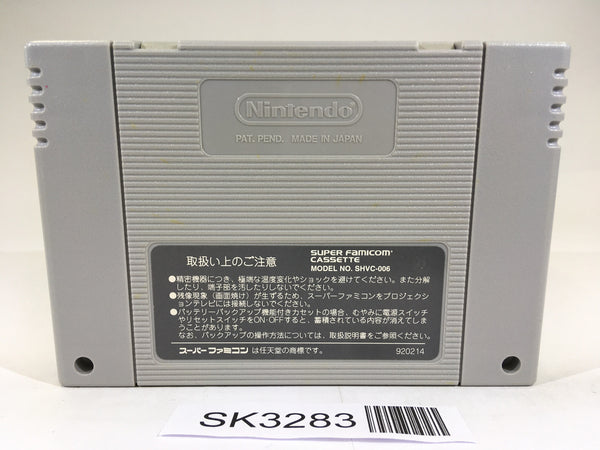 Nintendo
PAT. PEND. MADE IN JAPAN
取扱い上のご注意
SUPER FAMICOM
CASSETTE
MODEL NO. SHVC-006
●精密機器につき、極端な温度変化やショックを避けてください。また分解
したり、端子部を汚したりしないでください。
●残像現象（画面焼け）が生ずるため、スーパーファミコンをプロジェクシ
ョンテレビには接続しないでください。
●バッテリーバックアップ機能付きカセットの場合、むやみに電源スイッチ
やリセットスイッチをON・OFFすると、蓄積されている内容が消えてしま
うことがあります。
なお、バックアップの操作方法については、取扱説明書をご参照ください。
スーパーファミコンは任天堂の商標です。 920214
SK3283